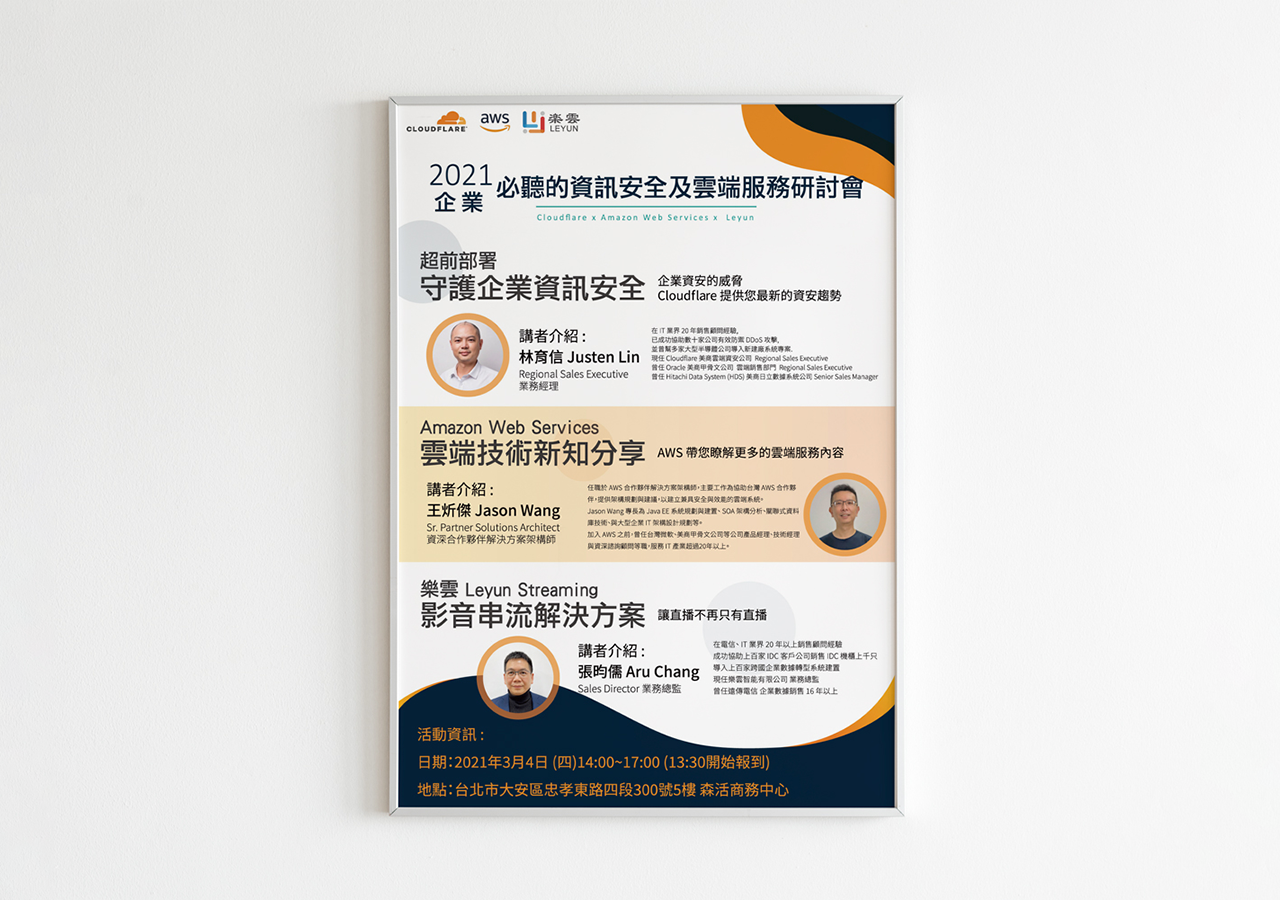 CLOUDFLARE
aws
楽雲
LEYUN
2021
企業
必聽的資訊安全及雲端服務研討會
Cloudflare x Amazon Web Services x Leyun
超前部署
守護企業資訊安全
企業資安的威脅
Cloudflare 提供您最新的資安趨勢
講者介紹 :
林育信 Justen Lin
Regional Sales Executive
業務經理
在 IT 業界 20 年銷售顧問經驗,
已成功協助數十家公司有效防禦 DDoS 攻擊,
並曾幫多家大型半導體公司導入新建廠系統專案.
現任 Cloudflare 美商雲端資安公司 Regional Sales Executive
曾任 Oracle 美商甲骨文公司 雲端銷售部門 Regional Sales Executive
曾任 Hitachi Data System (HDS) 美商日立數據系統公司 Senior Sales Manager
Amazon Web Services
雲端技術新知分享
AWS 帶您瞭解更多的雲端服務內容
講者介紹 :
王炘傑 Jason Wang
Sr. Partner Solutions Architect
資深合作夥伴解決方案架構師
任職於 AWS 合作夥伴解決方案架構師，主要工作為協助台灣 AWS 合作夥
伴，提供架構規劃與建議，以建立兼具安全與效能的雲端系統。
Jason Wang 專長為 Java EE 系統規劃與建置、SOA 架構分析、關聯式資料
庫技術、與大型企業 IT 架構設計規劃等。
加入 AWS 之前，曾任台灣微軟、美商甲骨文公司等公司產品經理、技術經理
與資深諮詢顧問等職，服務 IT 產業超過20年以上。
樂雲 Leyun Streaming
影音串流解決方案
讓直播不再只有直播
講者介紹 :
張昀儒 Aru Chang
Sales Director 業務總監
在電信、IT 業界 20 年以上銷售顧問經驗
成功協助上百家 IDC 客戶公司銷售 IDC 機櫃上千只
導入上百家跨國企業數據轉型系統建置
現任樂雲智能有限公司 業務總監
曾任遠傳電信 企業數據銷售 16 年以上
活動資訊 :
日期：2021年3月4日 (四)14:00~17:00 (13:30開始報到)
地點：台北市大安區忠孝東路四段300號5樓 森活商務中心